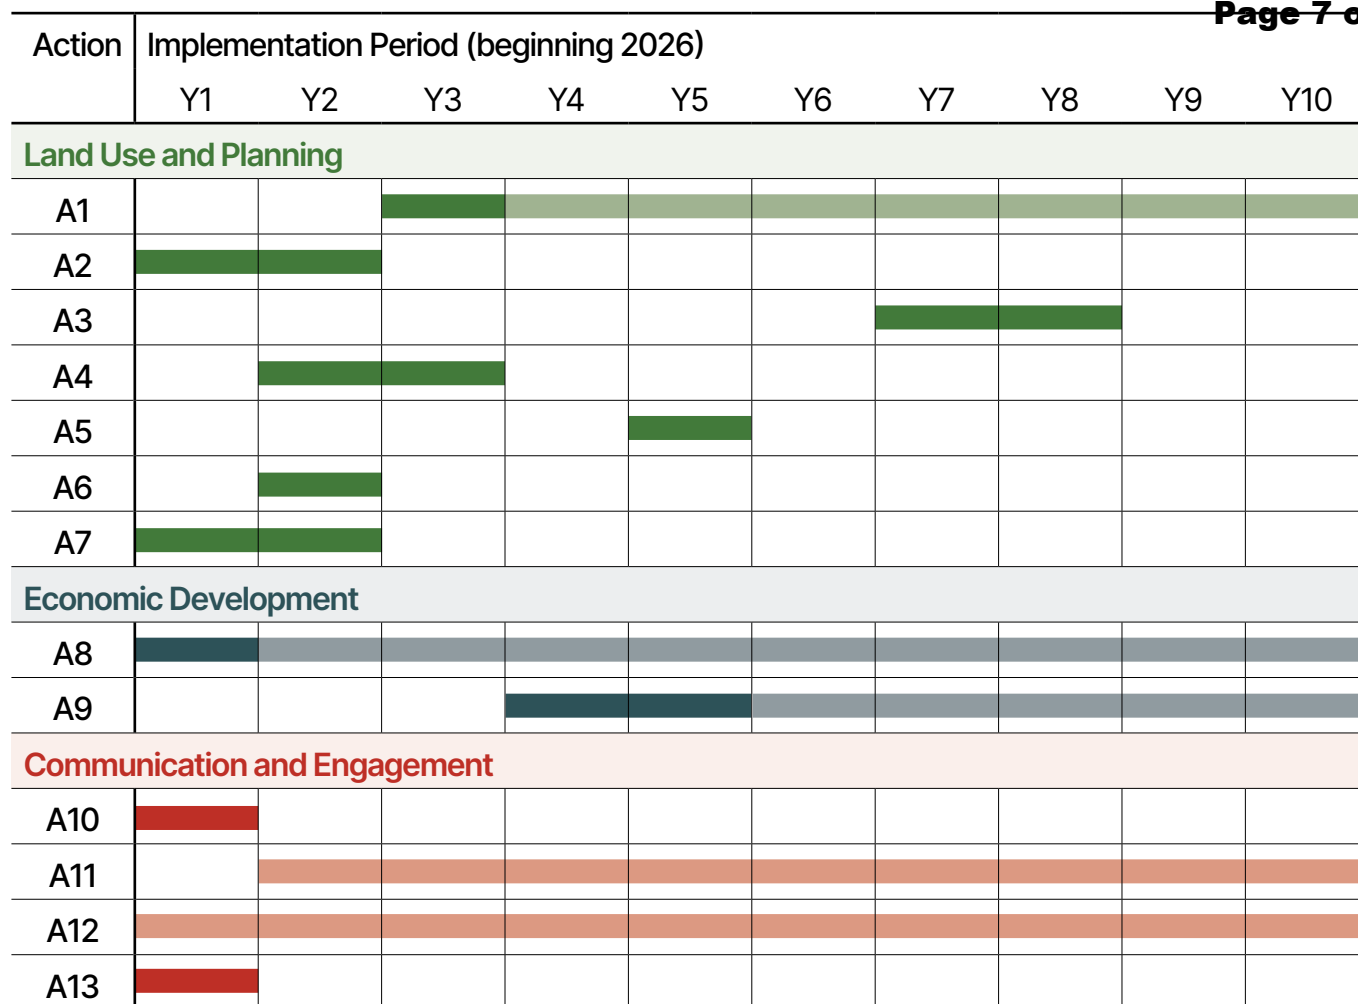 Page 7 o
Action Implementation Period (beginning 2026)
Y1 Y2 Y3 Y4 Y5 Y6 Y7 Y8 Y9 Y10
Land Use and Planning
A1
A2
A3
A4
A5
A6
A7
Economic Development
A8
A9
Communication and Engagement
A10
A11
A12
A13